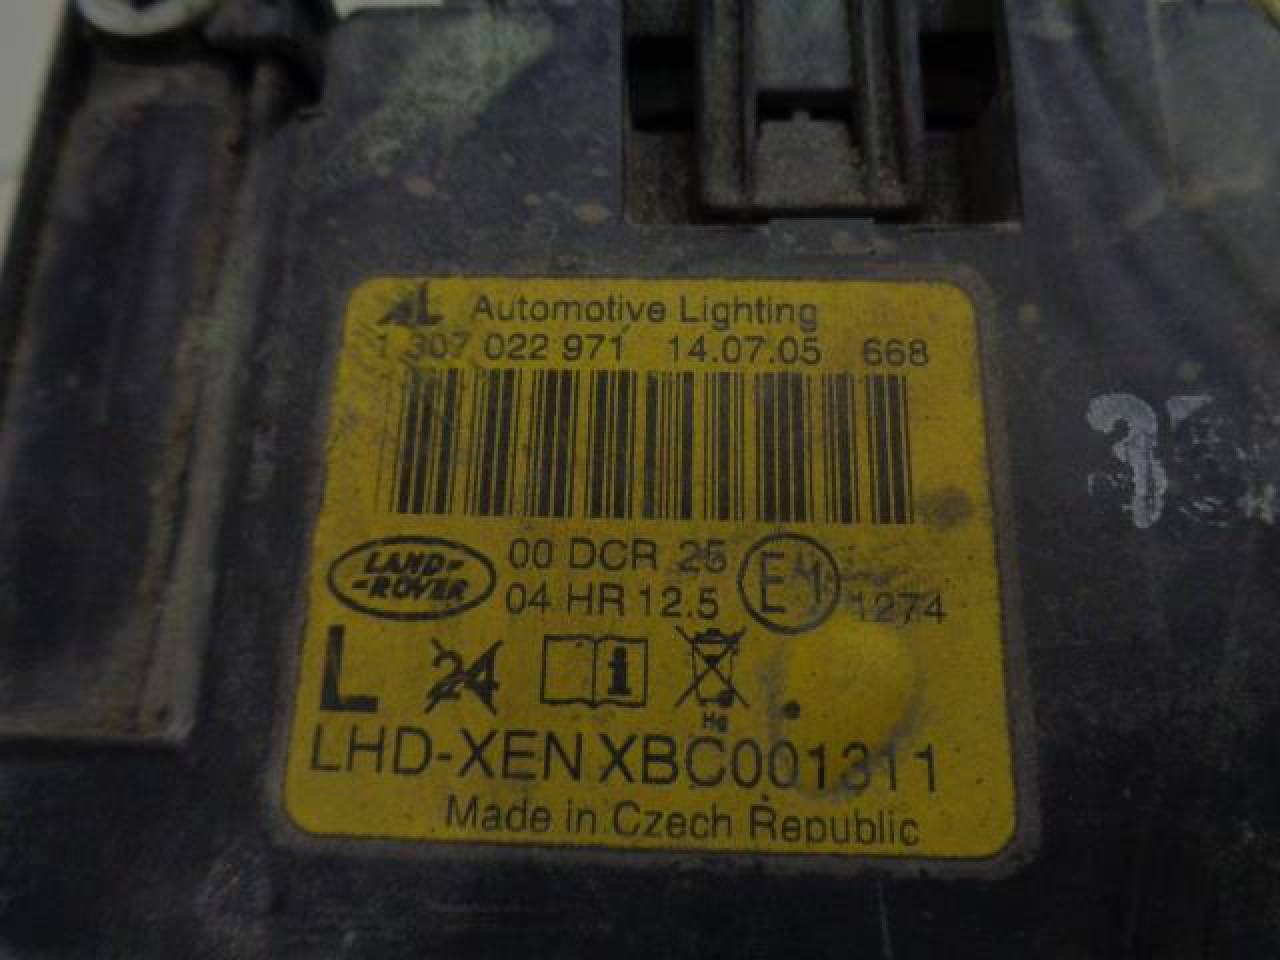 AL Automotive Lighting
1 307 022 971 14.07.05 668
LAND-
-ROVER
00 DCR 25
04 HR 12.5
E1
1274
L 24
Hg
LHD-XEN XBC001311
Made in Czech Republic